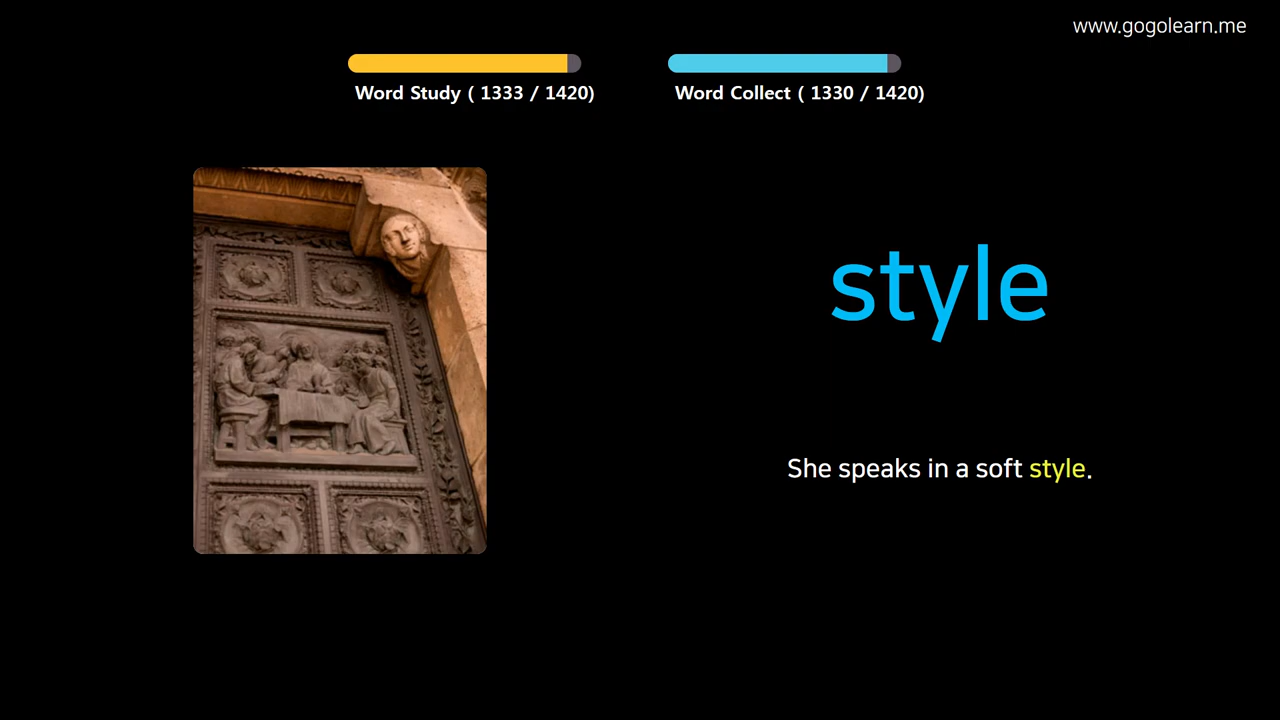 www.gogolearn.me
Word Study ( 1333 / 1420)
Word Collect ( 1330 / 1420)
style
She speaks in a soft style.